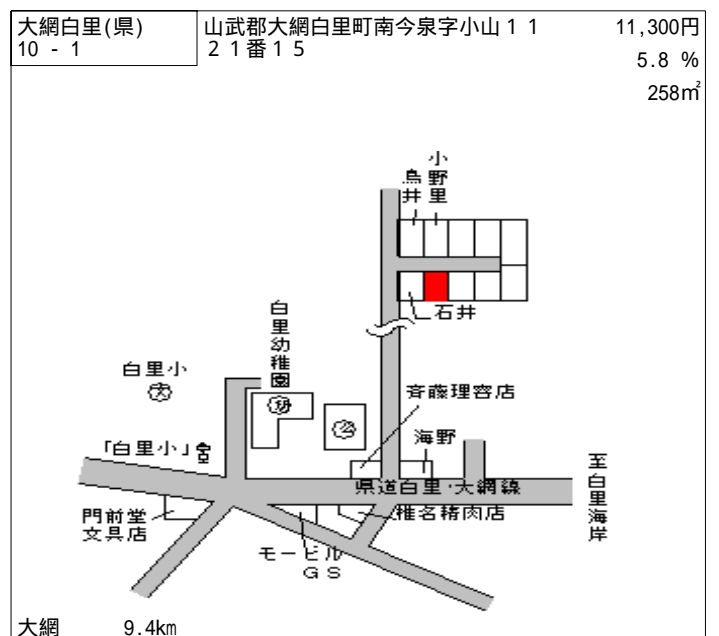 大網白里(県)
10 - 1
山武郡大網白里町南今泉字小山11
21番15
11,300円
5.8 %
258㎡
小野里
鳥井
石井
白里幼稚園
白里小
斉藤理容店
海野
「白里小」
県道白里・大網線
至白里海岸
門前堂
文具店
椎名精肉店
モービル
GS
大網 9.4km